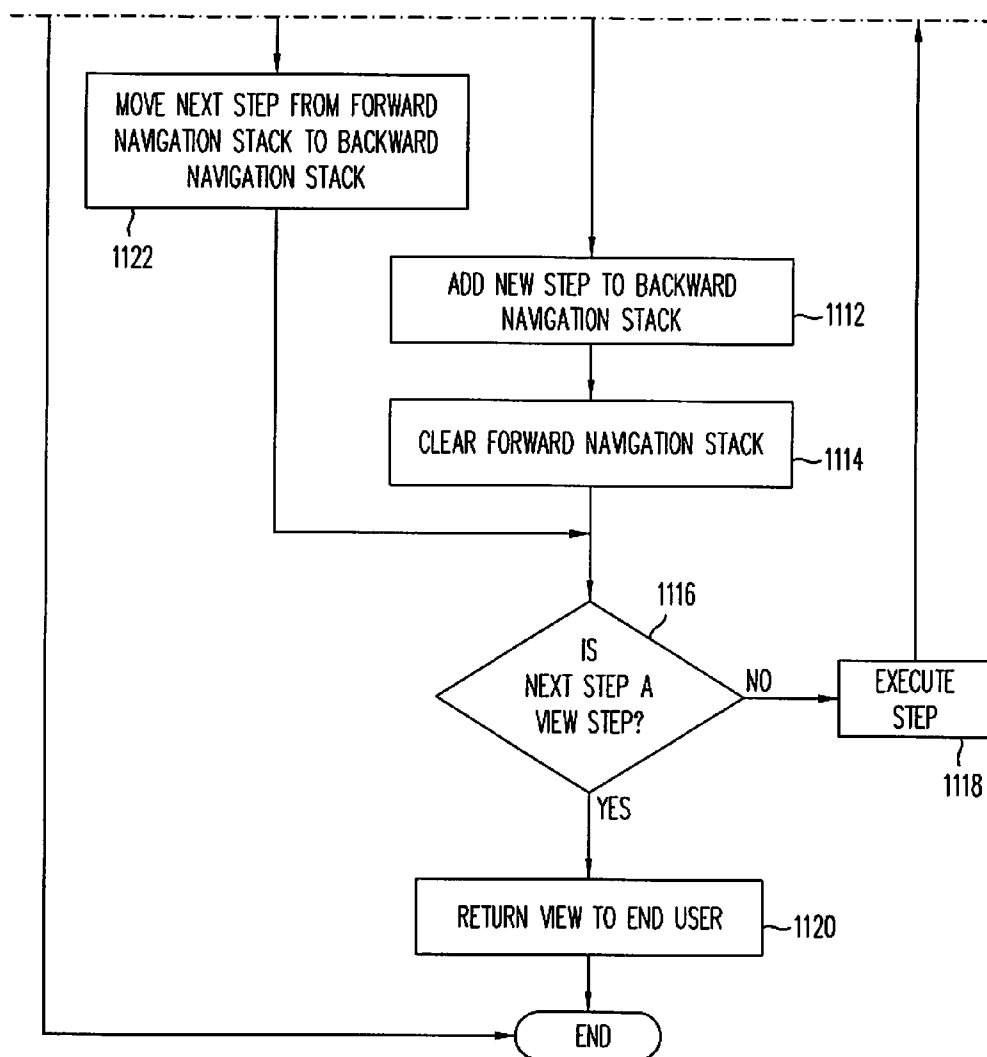 MOVE NEXT STEP FROM FORWARD
NAVIGATION STACK TO BACKWARD
NAVIGATION STACK
1122
ADD NEW STEP TO BACKWARD
NAVIGATION STACK
1112
CLEAR FORWARD NAVIGATION STACK
1114
1116
IS
NEXT STEP A
VIEW STEP?
NO
EXECUTE
STEP
1118
YES
RETURN VIEW TO END USER
1120
END